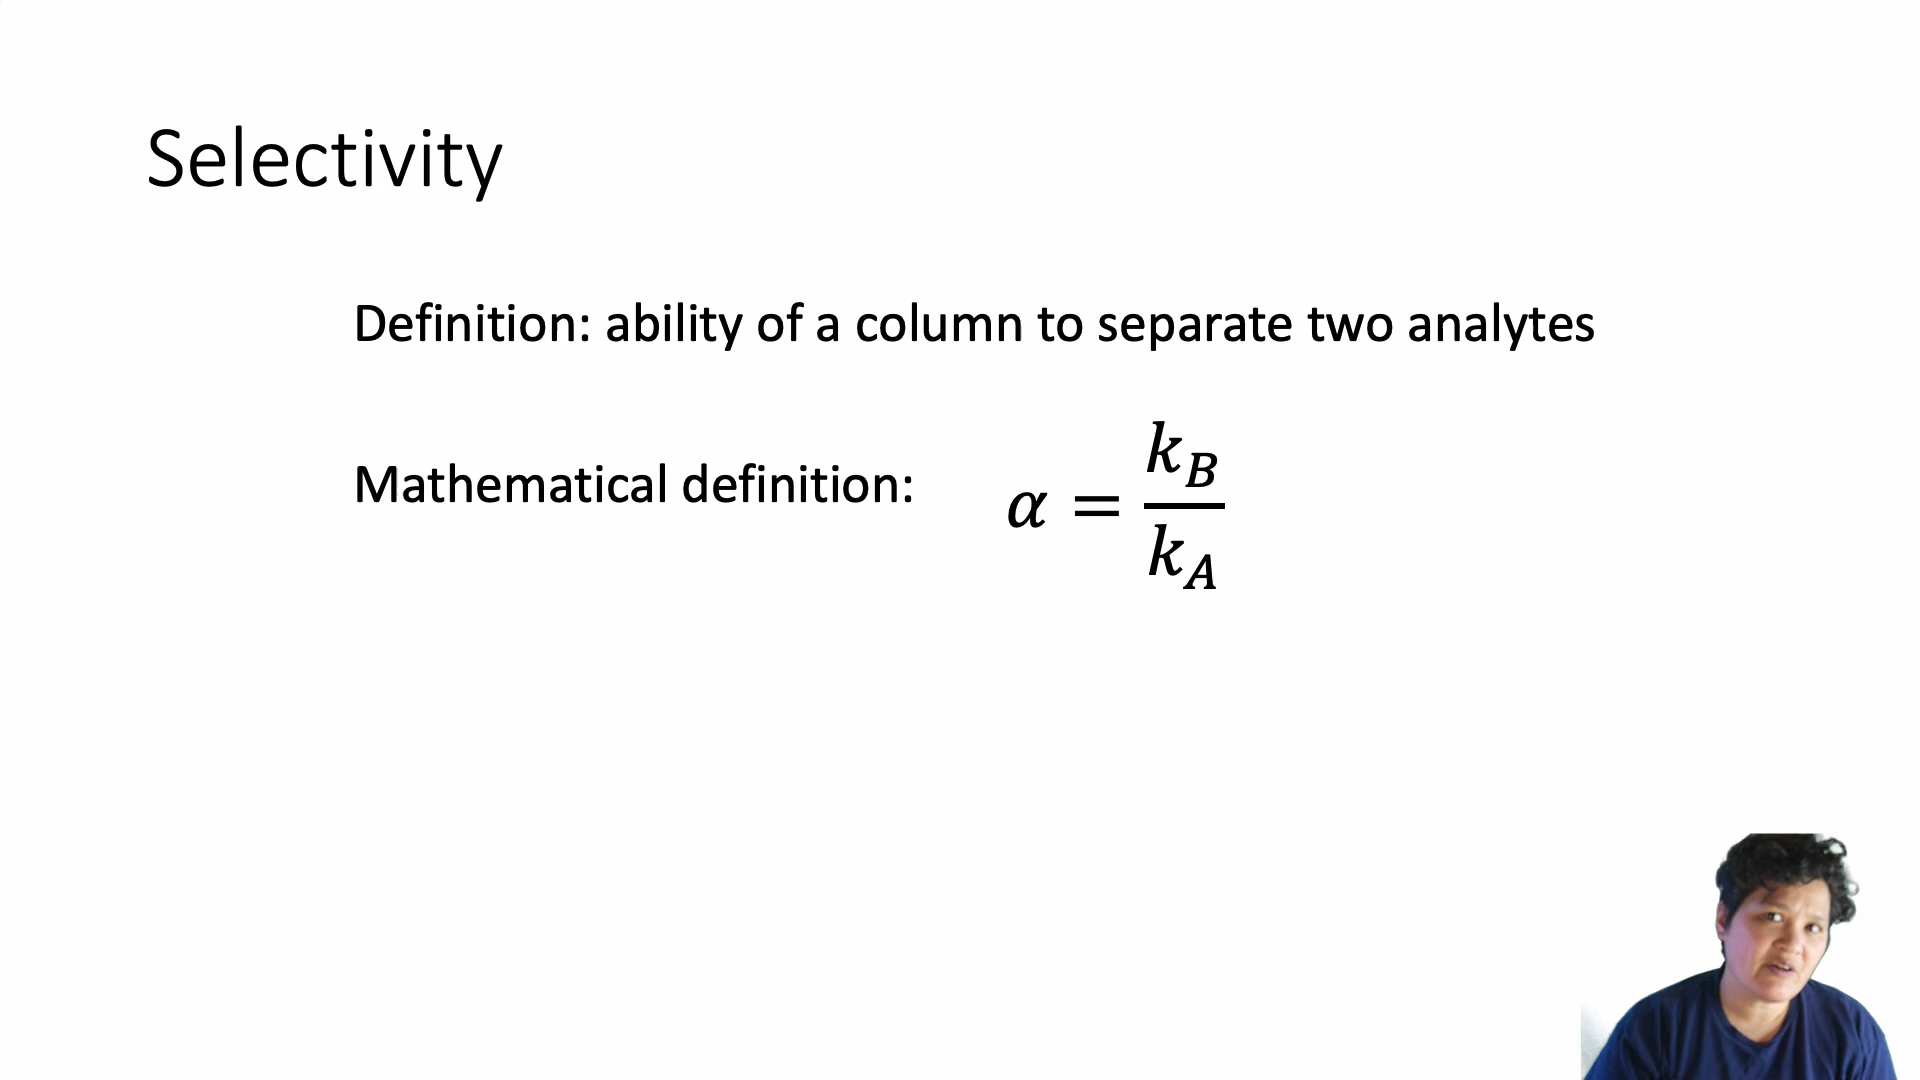 Selectivity
Definition: ability of a column to separate two analytes
Mathematical definition: α = k_B / k_A